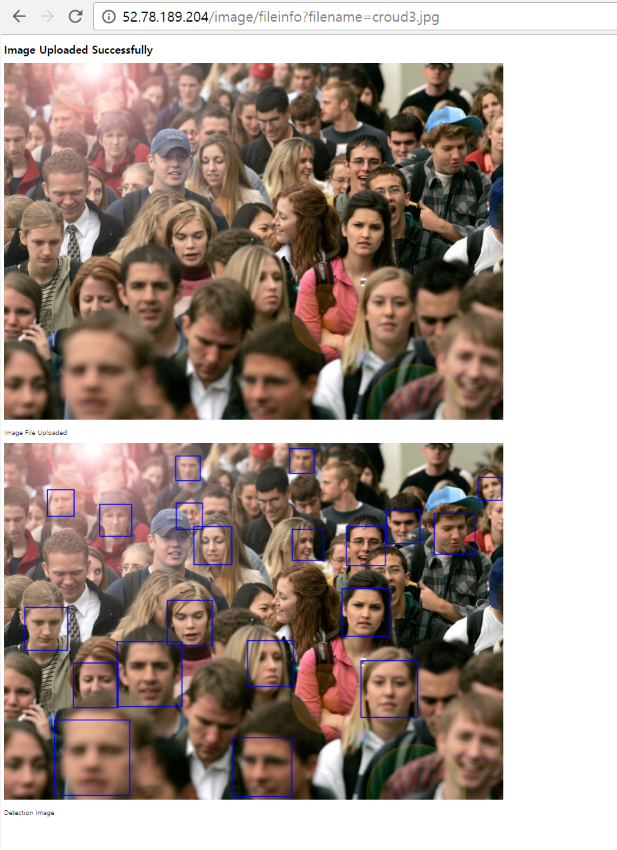 52.78.189.204/image/fileinfo?filename=croud3.jpg
Image Uploaded Successfully
Image File Uploaded
Detection Image